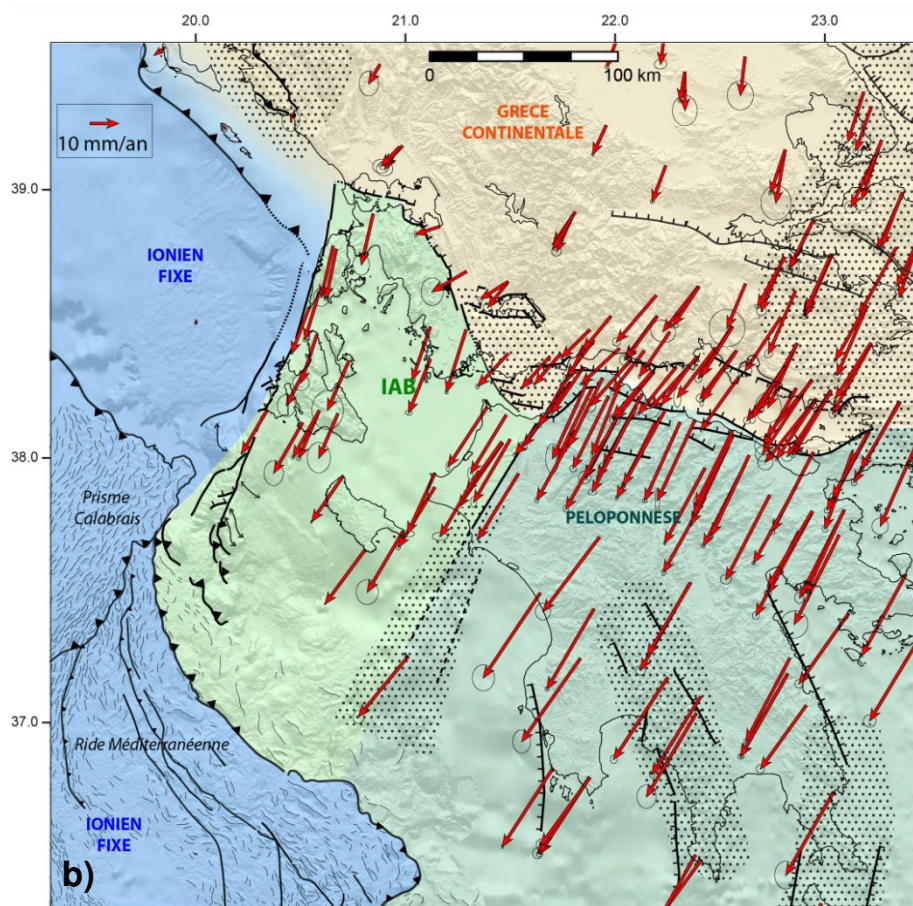 20.0 21.0 22.0 23.0
0 100 km
10 mm/an
GRECE
CONTINENTALE
39.0
IONIEN
FIXE
IAB
38.0
Prisme
Calabrais
PELOPONNESE
37.0
Ride Méditerranéenne
IONIEN
FIXE
b)